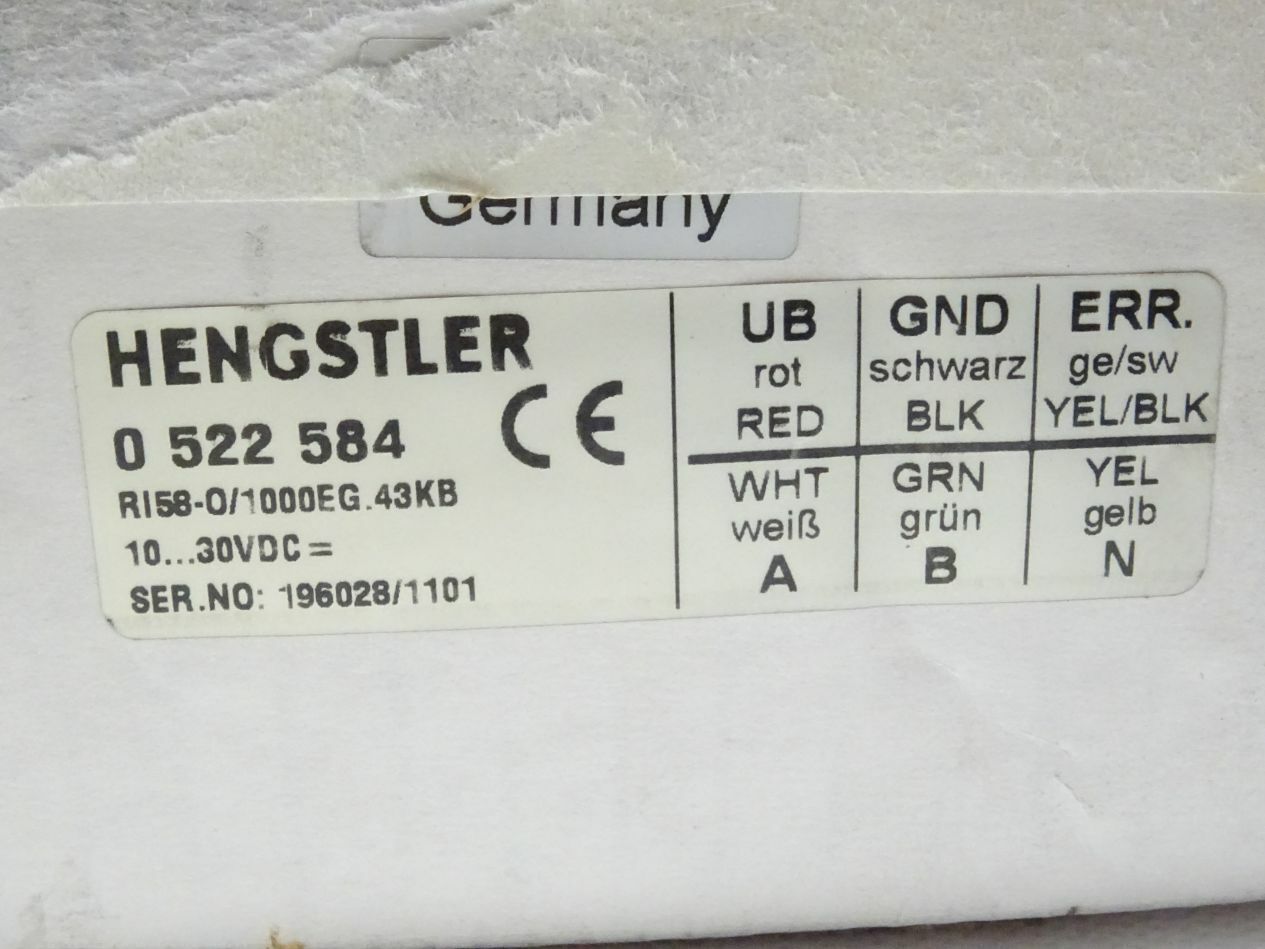 Germany
HENGSTLER
0 522 584 CE
RI58-O/1000EG.43KB
10...30VDC =
SER.NO: 196028/1101
UB GND ERR.
rot schwarz ge/sw
RED BLK YEL/BLK
WHT GRN YEL
weiß grün gelb
A B N